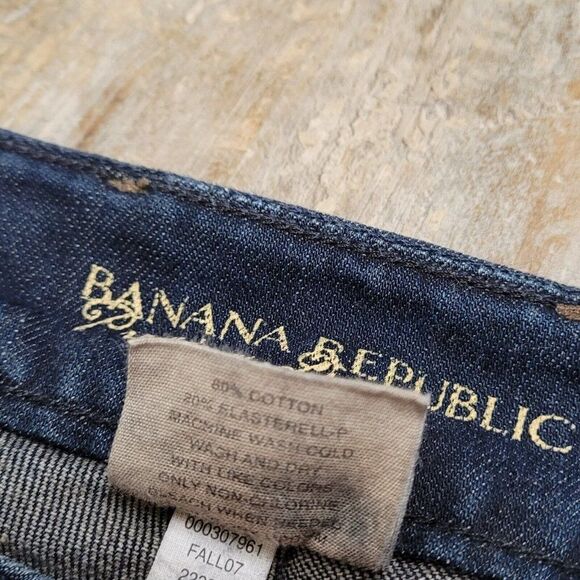 BANANA REPUBLIC
80% COTTON
20% ELASTERELL-P
MACHINE WASH COLD
WASH AND DRY
WITH LIKE COLORS
ONLY NON-CHLORINE
BLEACH WHEN NEEDED
000307961
FALL07